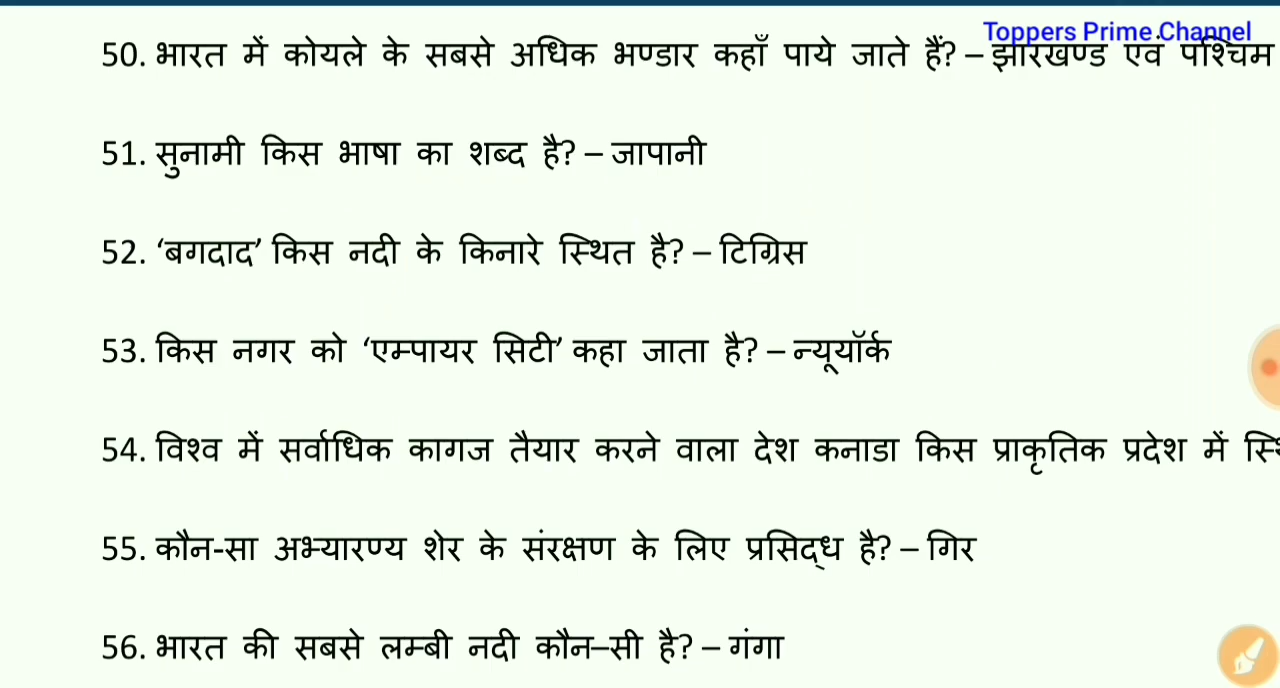 Toppers Prime Channel
50. भारत में कोयले के सबसे अधिक भण्डार कहाँ पाये जाते हैं? – झारखण्ड एवं पश्चिम
51. सुनामी किस भाषा का शब्द है? – जापानी
52. ‘बगदाद’ किस नदी के किनारे स्थित है? – टिग्रिस
53. किस नगर को ‘एम्पायर सिटी’ कहा जाता है? – न्यूयॉर्क
54. विश्व में सर्वाधिक कागज तैयार करने वाला देश कनाडा किस प्राकृतिक प्रदेश में
55. कौन-सा अभ्यारण्य शेर के संरक्षण के लिए प्रसिद्ध है? – गिर
56. भारत की सबसे लम्बी नदी कौन–सी है? – गंगा